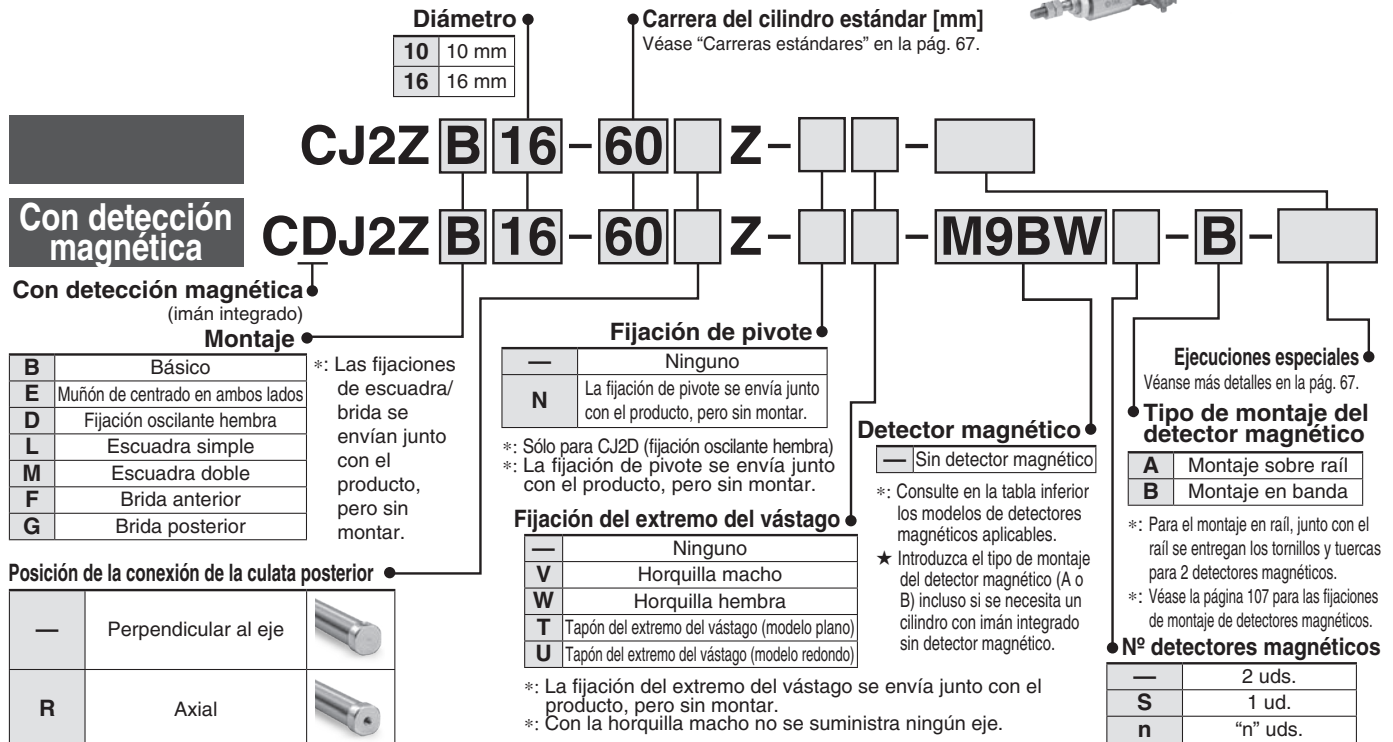 Diámetro
10 10 mm
16 16 mm
Carrera del cilindro estándar [mm]
Véase “Carreras estándares” en la pág. 67.
CJ2Z B 16 – 60 Z – –
Con detección
magnética
CDJ2Z B 16 – 60 Z – – M9BW – B –
Con detección magnética
(imán integrado)
Montaje
B Básico
E Muñón de centrado en ambos lados
D Fijación oscilante hembra
L Escuadra simple
M Escuadra doble
F Brida anterior
G Brida posterior
∗: Las fijaciones
de escuadra/
brida se
envían junto
con el
producto,
pero sin
montar.
Posición de la conexión de la culata posterior
— Perpendicular al eje
R Axial
Fijación de pivote
— Ninguno
N La fijación de pivote se envía junto
con el producto, pero sin montar.
∗: Sólo para CJ2D (fijación oscilante hembra)
∗: La fijación de pivote se envía junto
con el producto, pero sin montar.
Fijación del extremo del vástago
— Ninguno
V Horquilla macho
W Horquilla hembra
T Tapón del extremo del vástago (modelo plano)
U Tapón del extremo del vástago (modelo redondo)
∗: La fijación del extremo del vástago se envía junto con el
producto, pero sin montar.
∗: Con la horquilla macho no se suministra ningún eje.
Detector magnético
— Sin detector magnético
∗: Consulte en la tabla inferior
los modelos de detectores
magnéticos aplicables.
★ Introduzca el tipo de montaje
del detector magnético (A o
B) incluso si se necesita un
cilindro con imán integrado
sin detector magnético.
Ejecuciones especiales
Véanse más detalles en la pág. 67.
Tipo de montaje del
detector magnético
A Montaje sobre raíl
B Montaje en banda
∗: Para el montaje en raíl, junto con el
raíl se entregan los tornillos y tuercas
para 2 detectores magnéticos.
∗: Véase la página 107 para las fijaciones
de montaje de detectores magnéticos.
Nº detectores magnéticos
— 2 uds.
S 1 ud.
n “n” uds.